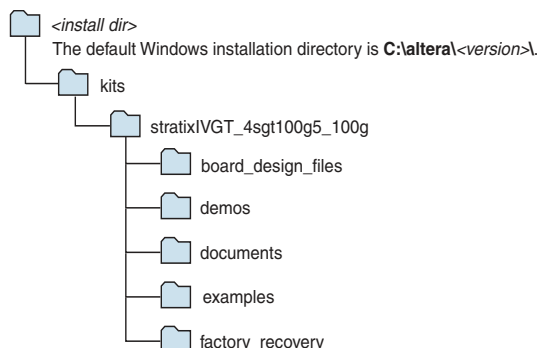 <install dir>
The default Windows installation directory is C:\altera\<version>\.
kits
stratixIVGT_4sgt100g5_100g
board_design_files
demos
documents
examples
factory_recovery